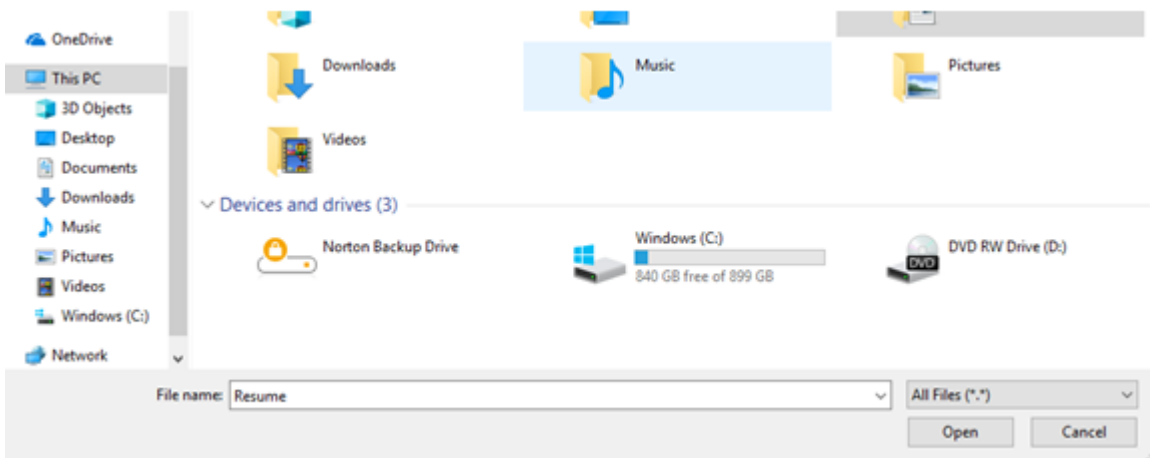 OneDrive
This PC
3D Objects
Desktop
Documents
Downloads
Music
Pictures
Videos
Windows (C:)
Network
Downloads
Music
Pictures
Videos
Devices and drives (3)
Norton Backup Drive
Windows (C:)
840 GB free of 899 GB
DVD RW Drive (D:)
DVD
File name: Resume
All Files (*.*)
Open
Cancel